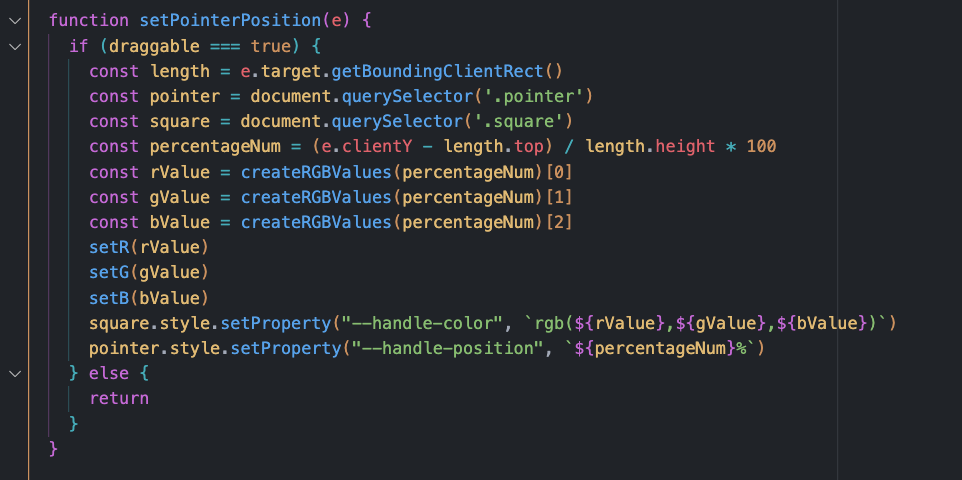 function setPointerPosition(e) {
if (draggable === true) {
const length = e.target.getBoundingClientRect()
const pointer = document.querySelector('.pointer')
const square = document.querySelector('.square')
const percentageNum = (e.clientY - length.top) / length.height * 100
const rValue = createRGBValues(percentageNum)[0]
const gValue = createRGBValues(percentageNum)[1]
const bValue = createRGBValues(percentageNum)[2]
setR(rValue)
setG(gValue)
setB(bValue)
square.style.setProperty("--handle-color", `rgb(${rValue},${gValue},${bValue})`)
pointer.style.setProperty("--handle-position", `${percentageNum}%`)
} else {
return
}
}